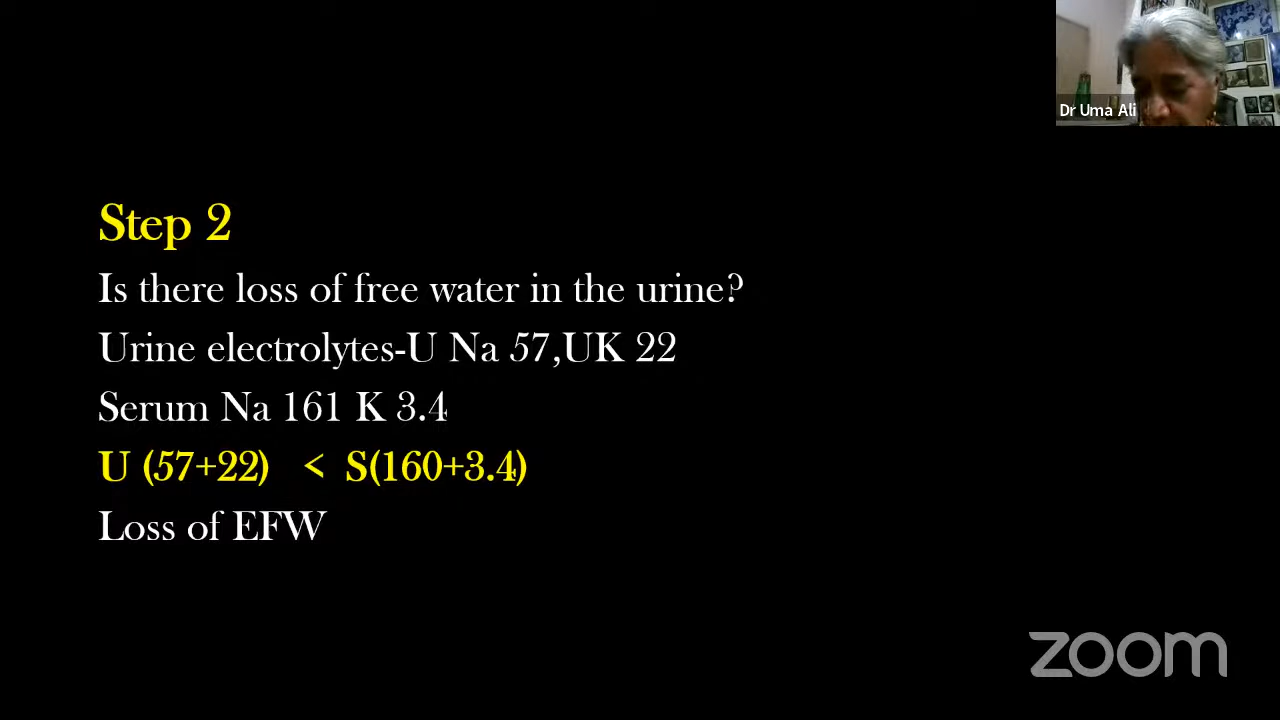 Dr Uma Ali
Step 2
Is there loss of free water in the urine?
Urine electrolytes-U Na 57,UK 22
Serum Na 161 K 3.4
U (57+22) < S(160+3.4)
Loss of EFW
zoom